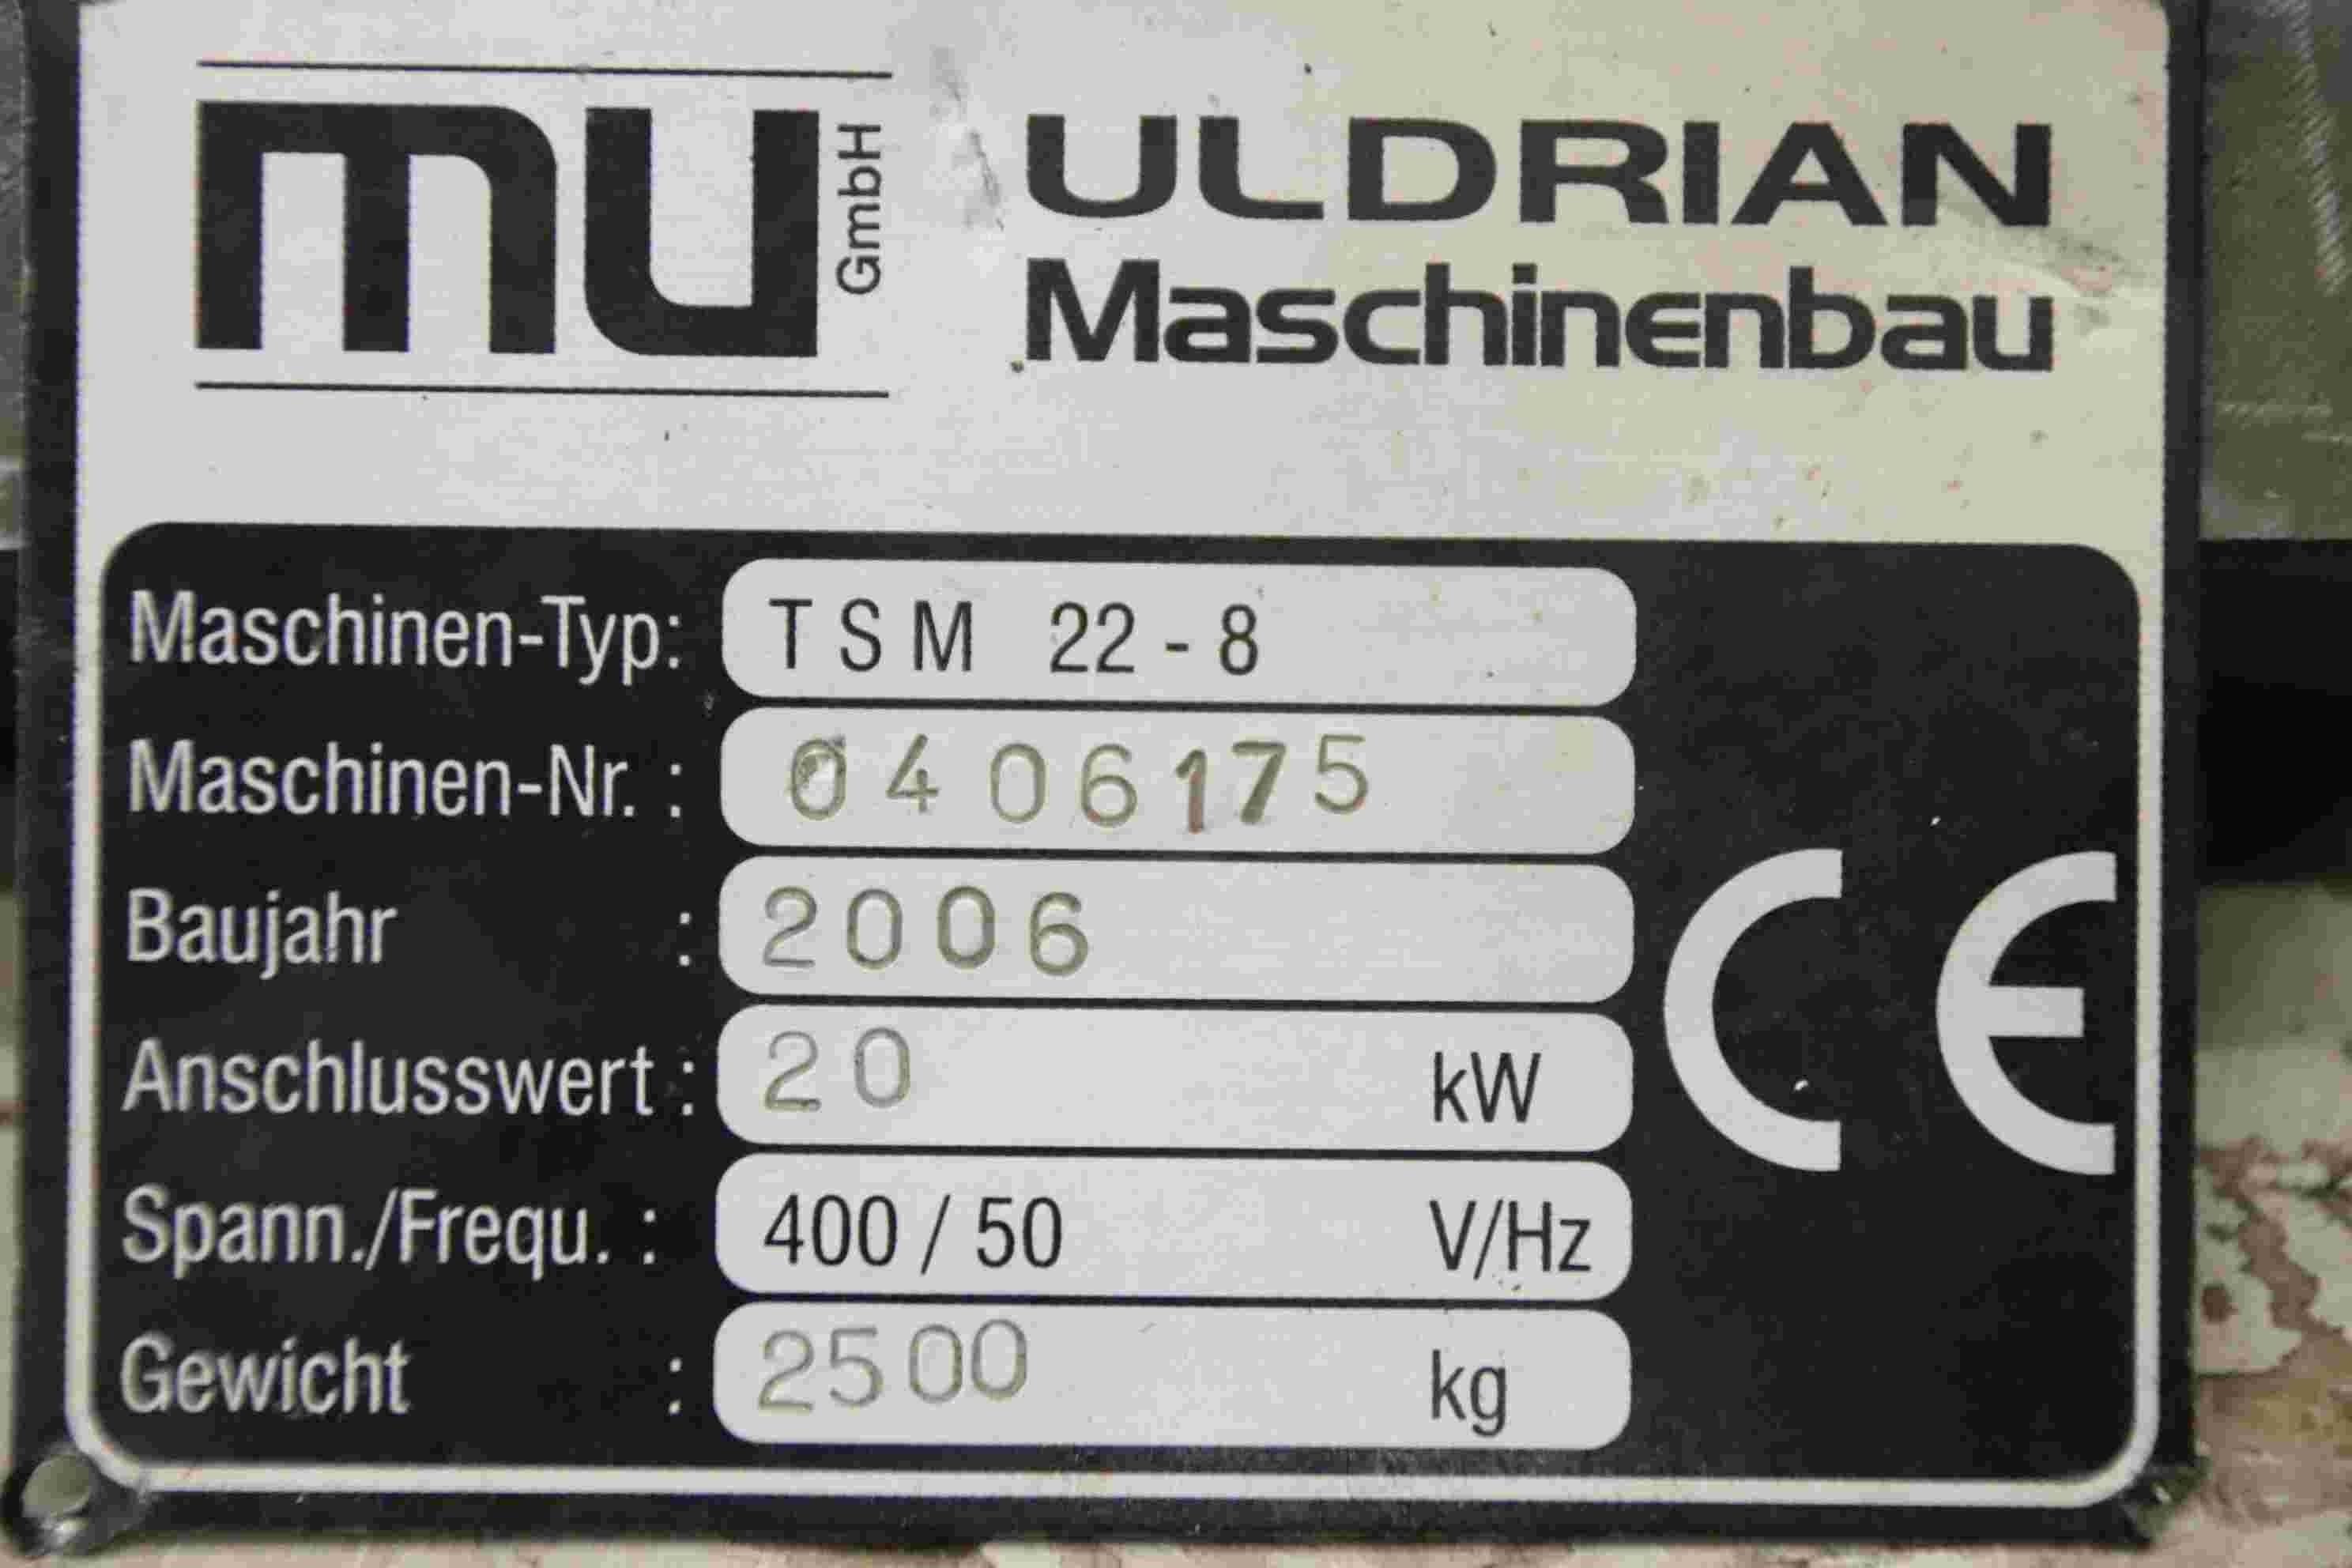 mu GmbH
ULDRIAN
Maschinenbau
Maschinen-Typ: TSM 22-8
Maschinen-Nr. : 0406175
Baujahr : 2006
Anschlusswert : 20 kW
Spann./Frequ. : 400 / 50 V/Hz
Gewicht : 2500 kg
CE